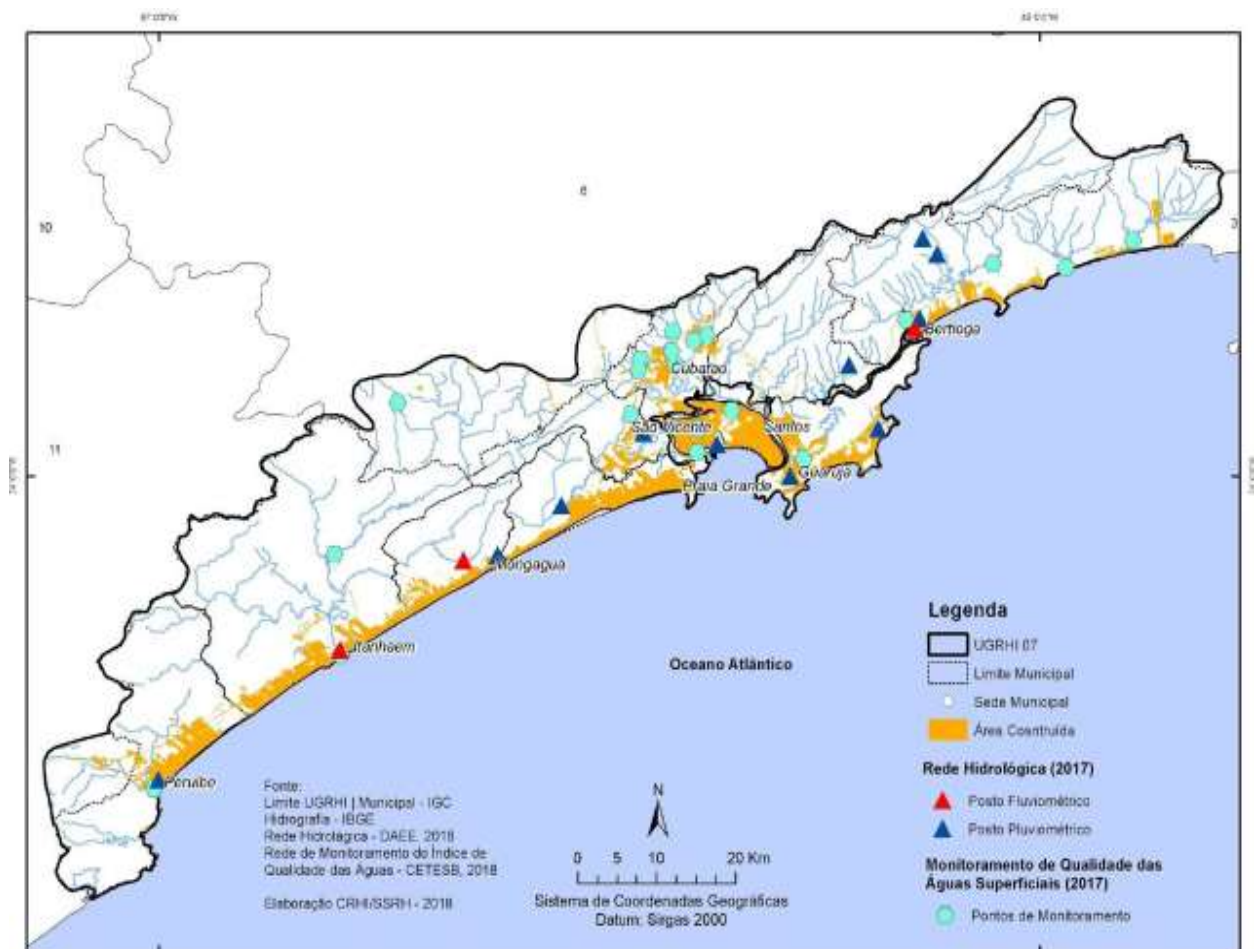 6
10
3
11
Bertioga
Cubatão
São Vicente
Santos
Guarujá
Praia Grande
Mongaguá
Itanhaém
Oceano Atlântico
Peruíbe
Legenda
UGRHI 07
Limite Municipal
Sede Municipal
Área Cosntruída
Rede Hidrológica (2017)
Posto Fluviométrico
Posto Pluviométrico
Monitoramento de Qualidade das
Águas Superficiais (2017)
Pontos de Monitoramento
Fonte:
Limite UGRHI | Municipal - IGC
Hidrografia - IBGE
Rede Hidrológica - DAEE, 2018
Rede de Monitoramento do Índice de
Qualidade das Águas - CETESB, 2018
Elaboração CRHI/SSRH - 2018
N
0 5 10 20 Km
Sistema de Coordenadas Geográficas
Datum: Sirgas 2000